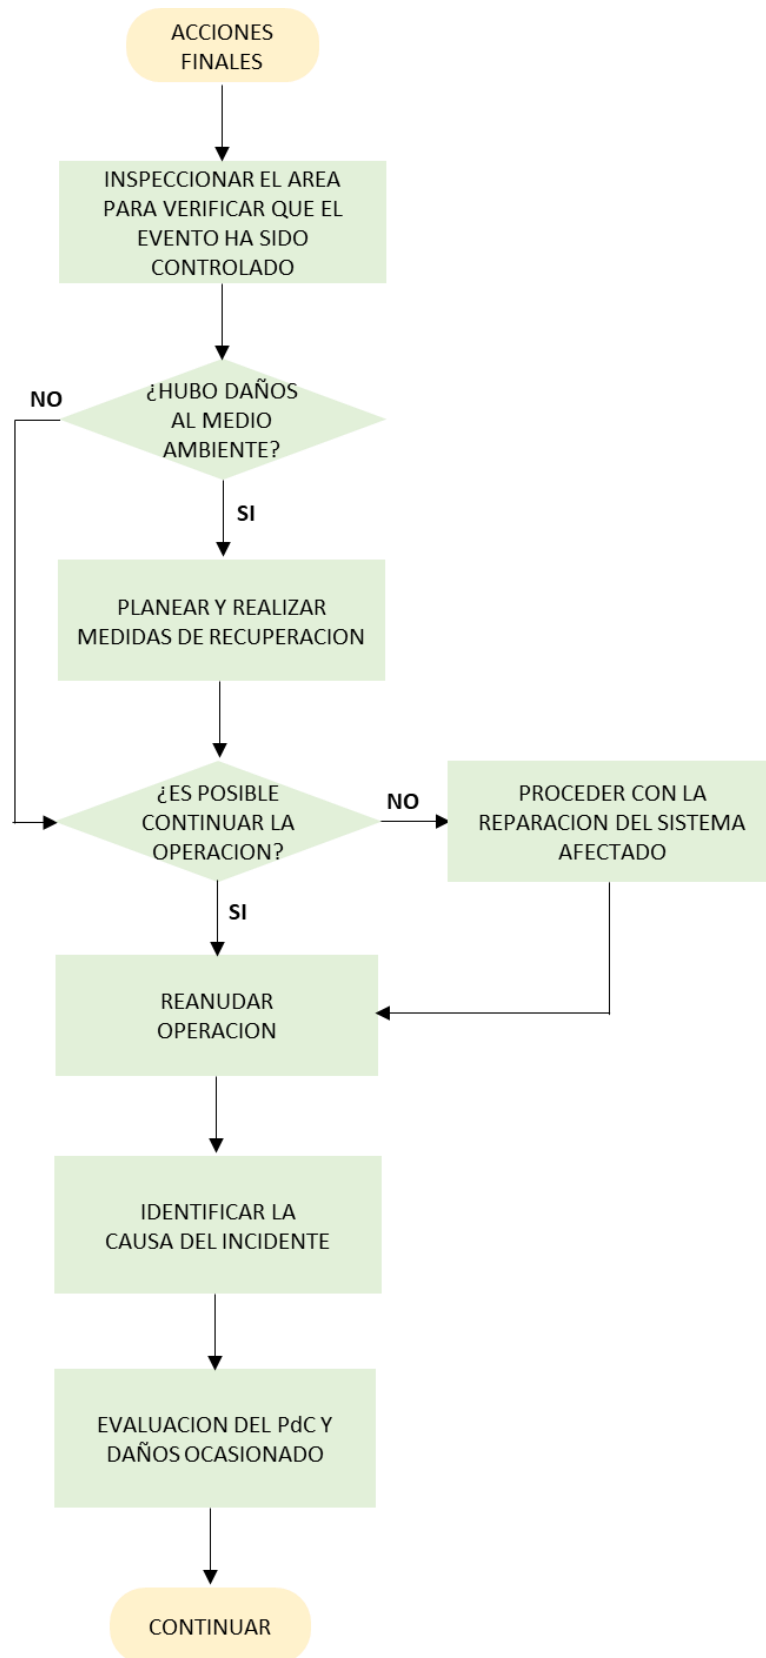 ACCIONES
FINALES
INSPECCIONAR EL AREA
PARA VERIFICAR QUE EL
EVENTO HA SIDO
CONTROLADO
¿HUBO DAÑOS
AL MEDIO
AMBIENTE?
NO
SI
PLANEAR Y REALIZAR
MEDIDAS DE RECUPERACION
¿ES POSIBLE
CONTINUAR LA
OPERACION?
NO
PROCEDER CON LA
REPARACION DEL SISTEMA
AFECTADO
SI
REANUDAR
OPERACION
IDENTIFICAR LA
CAUSA DEL INCIDENTE
EVALUACION DEL PdC Y
DAÑOS OCASIONADO
CONTINUAR